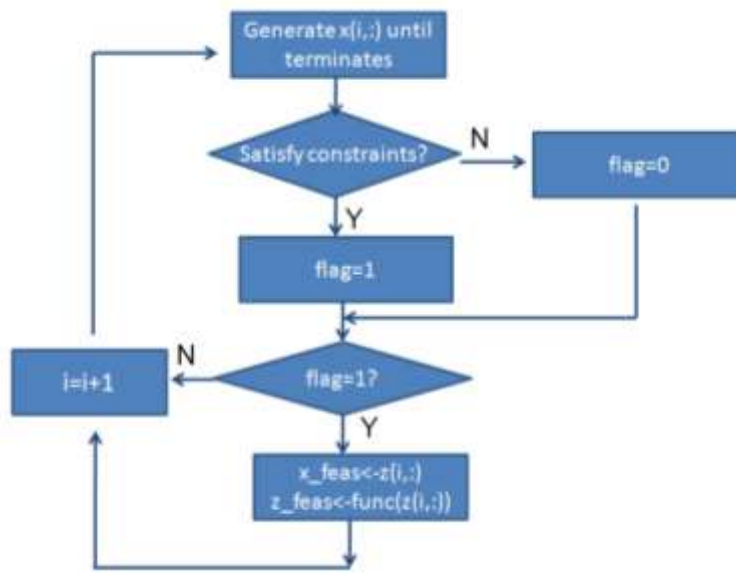 Generate x(i,:) until
terminates
Satisfy constraints?
N
flag=0
Y
flag=1
N
i=i+1
flag=1?
Y
x_feas<-z(i,:)
z_feas<-func(z(i,:))